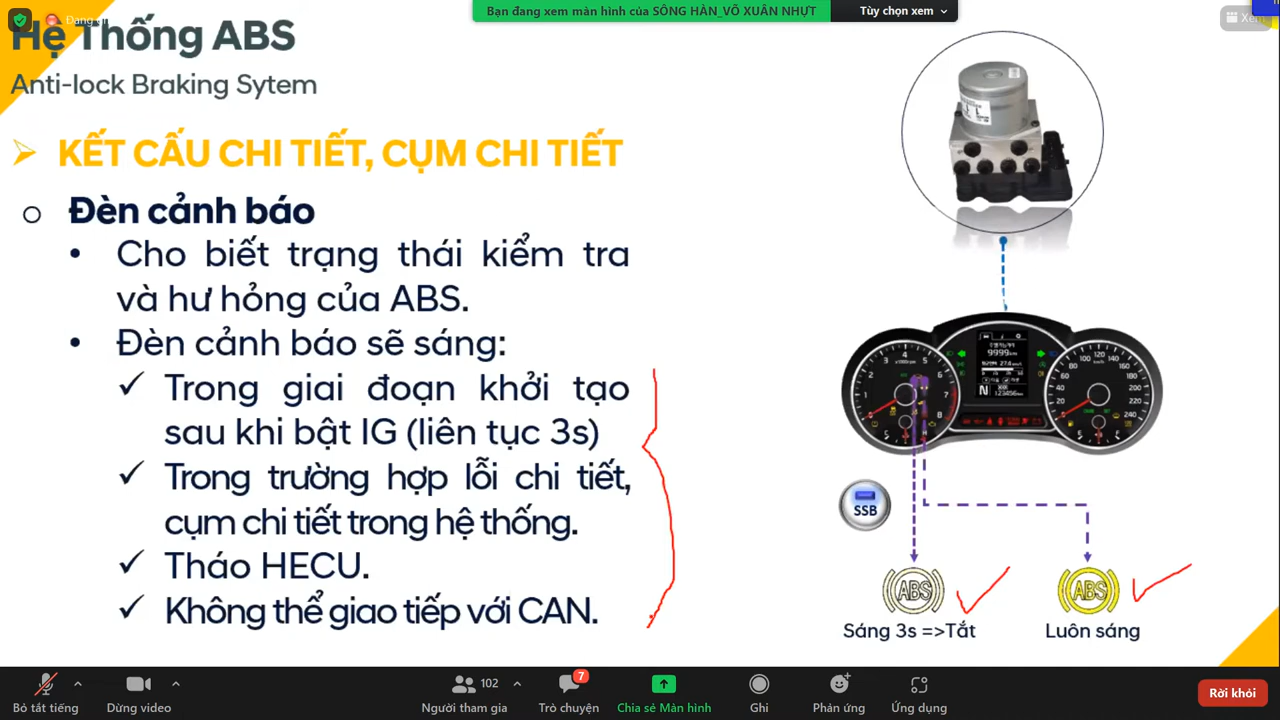 Bạn đang xem màn hình của SÔNG HÀN_VÕ XUÂN NHỰT
Tùy chọn xem
Xem
Hệ Thống ABS
Anti-lock Braking Sytem
KẾT CẤU CHI TIẾT, CỤM CHI TIẾT
Đèn cảnh báo
Cho biết trạng thái kiểm tra
và hư hỏng của ABS.
Đèn cảnh báo sẽ sáng:
Trong giai đoạn khởi tạo
sau khi bật IG (liên tục 3s)
Trong trường hợp lỗi chi tiết,
cụm chi tiết trong hệ thống.
Tháo HECU.
Không thể giao tiếp với CAN.
SSB
ABS
ABS
Sáng 3s =>Tắt
Luôn sáng
Bỏ tắt tiếng
Dừng video
102
Người tham gia
7
Trò chuyện
Chia sẻ Màn hình
Ghi
Phản ứng
Ứng dụng
Rời khỏi